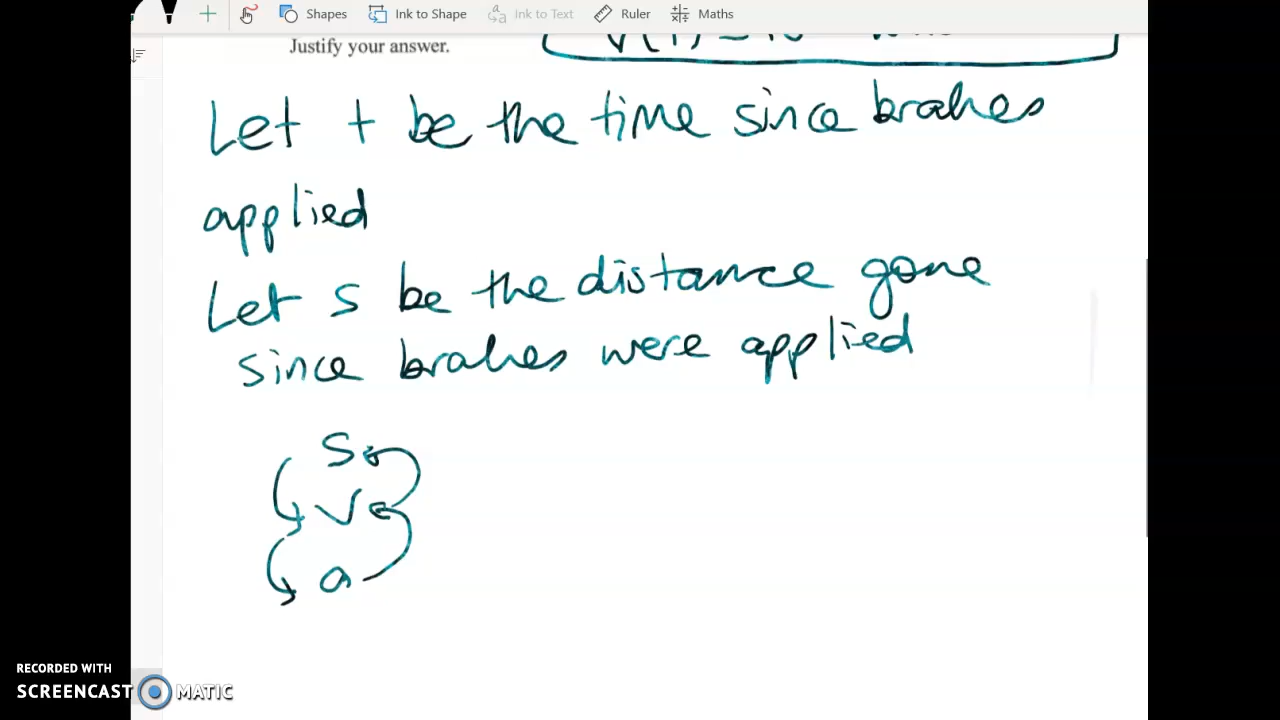 Shapes Ink to Shape Ink to Text Ruler Maths
Justify your answer.
Let t be the time since brakes
applied
Let s be the distance gone
since brakes were applied
s
v
a
RECORDED WITH
SCREENCAST MATIC